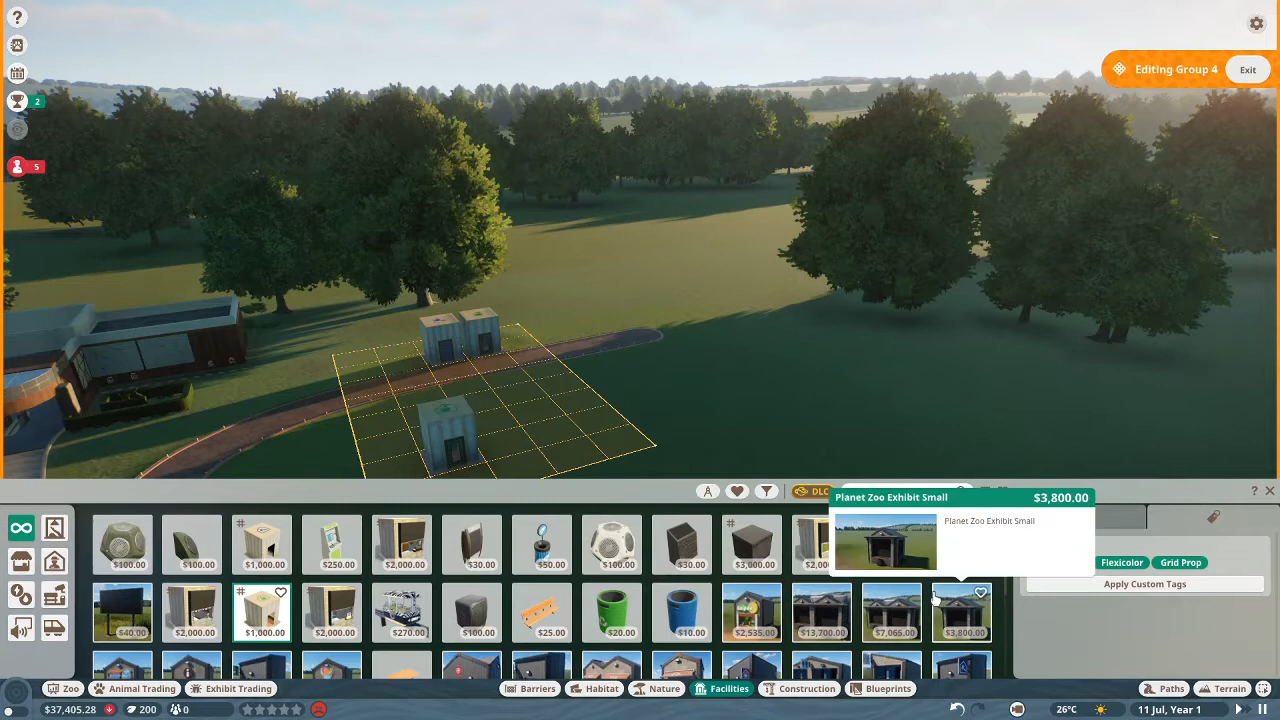 ?
Editing Group 4
Exit
2
5
DLC
? ×
Planet Zoo Exhibit Small $3,800.00
Planet Zoo Exhibit Small
$100.00
$100.00
$1,000.00
$250.00
$2,000.00
$300.00
$50.00
$100.00
$30.00
$3,000.00
Flexicolor
Grid Prop
Apply Custom Tags
$40.00
$2,000.00
$1,000.00
$2,000.00
$270.00
$100.00
$25.00
$20.00
$10.00
$2,535.00
$13,700.00
$7,065.00
$3,800.00
Zoo
Animal Trading
Exhibit Trading
Barriers
Habitat
Nature
Facilities
Construction
Blueprints
Paths
Terrain
$37,405.28
200
0
26°C
11 Jul, Year 1